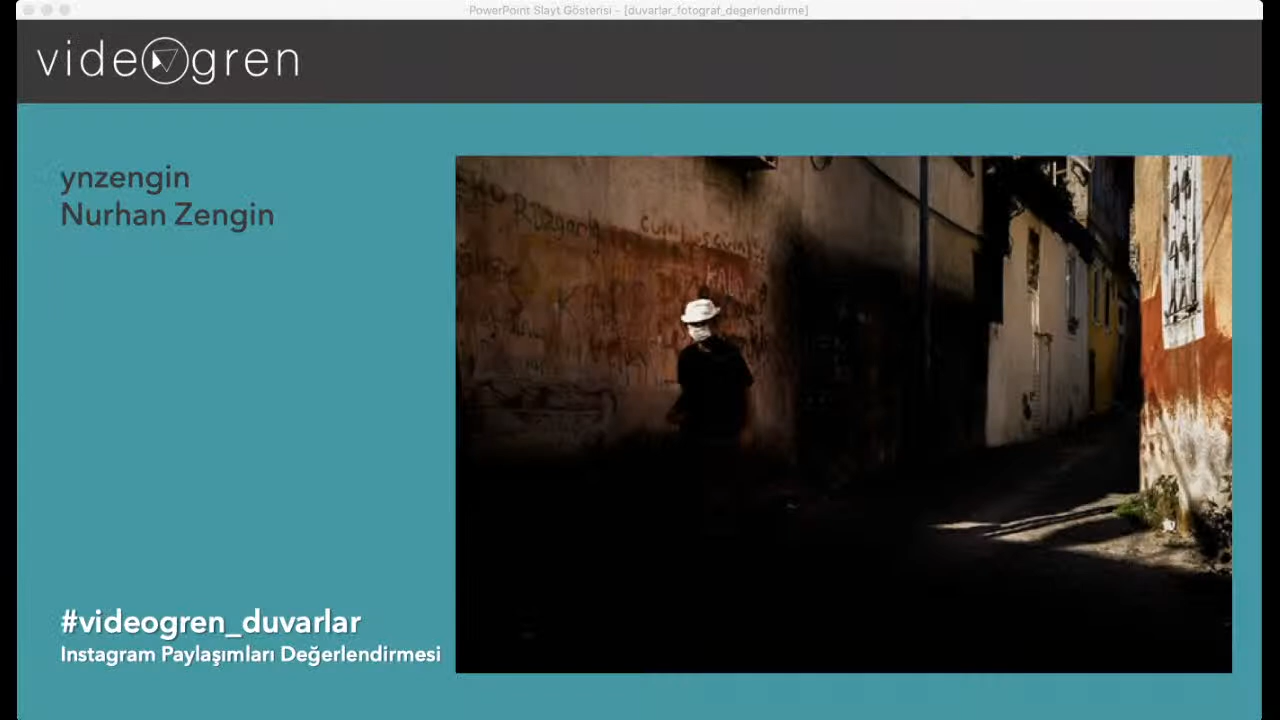 PowerPoint Slayt Gösterisi - [duvarlar_fotograf_degerlendirme]
videogren
ynzengin
Nurhan Zengin
#videogren_duvarlar
Instagram Paylaşımları Değerlendirmesi